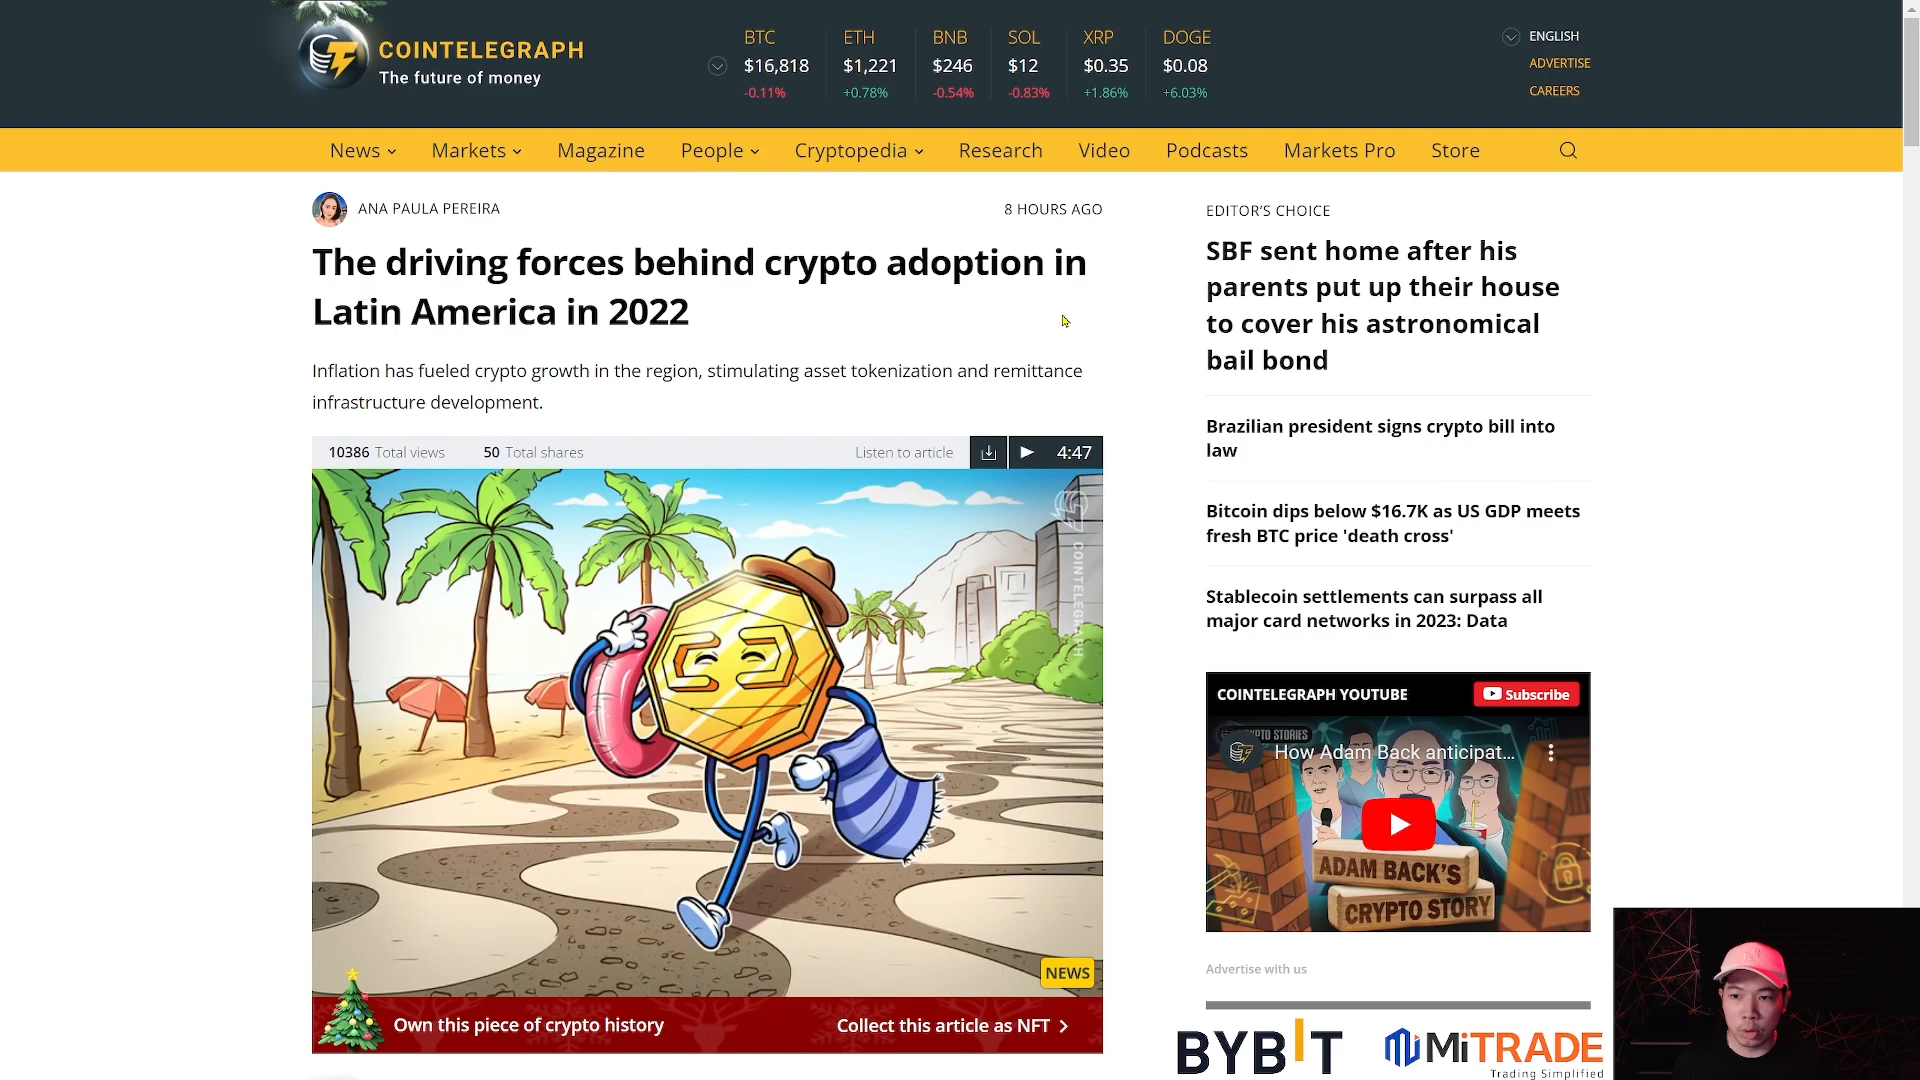 COINTELEGRAPH
The future of money
BTC
$16,818
-0.11%
ETH
$1,221
+0.78%
BNB
$246
-0.54%
SOL
$12
-0.83%
XRP
$0.35
+1.86%
DOGE
$0.08
+6.03%
ENGLISH
ADVERTISE
CAREERS
News Markets Magazine People Cryptopedia Research Video Podcasts Markets Pro Store
ANA PAULA PEREIRA
8 HOURS AGO
The driving forces behind crypto adoption in
Latin America in 2022
Inflation has fueled crypto growth in the region, stimulating asset tokenization and remittance
infrastructure development.
10386 Total views 50 Total shares Listen to article 4:47
COINTELEGRAPH
NEWS
Own this piece of crypto history
Collect this article as NFT
EDITOR'S CHOICE
SBF sent home after his
parents put up their house
to cover his astronomical
bail bond
Brazilian president signs crypto bill into
law
Bitcoin dips below $16.7K as US GDP meets
fresh BTC price 'death cross'
Stablecoin settlements can surpass all
major card networks in 2023: Data
COINTELEGRAPH YOUTUBE
Subscribe
How Adam Back anticipat...
ADAM BACK'S
CRYPTO STORY
Advertise with us
BYBIT
MiTRADE
Trading Simplified